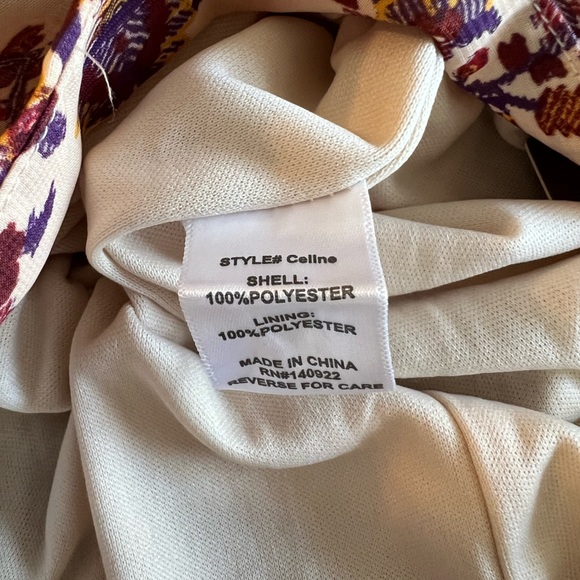 STYLE# Celine
SHELL:
100%POLYESTER
LINING:
100%POLYESTER
MADE IN CHINA
RN#140922
REVERSE FOR CARE